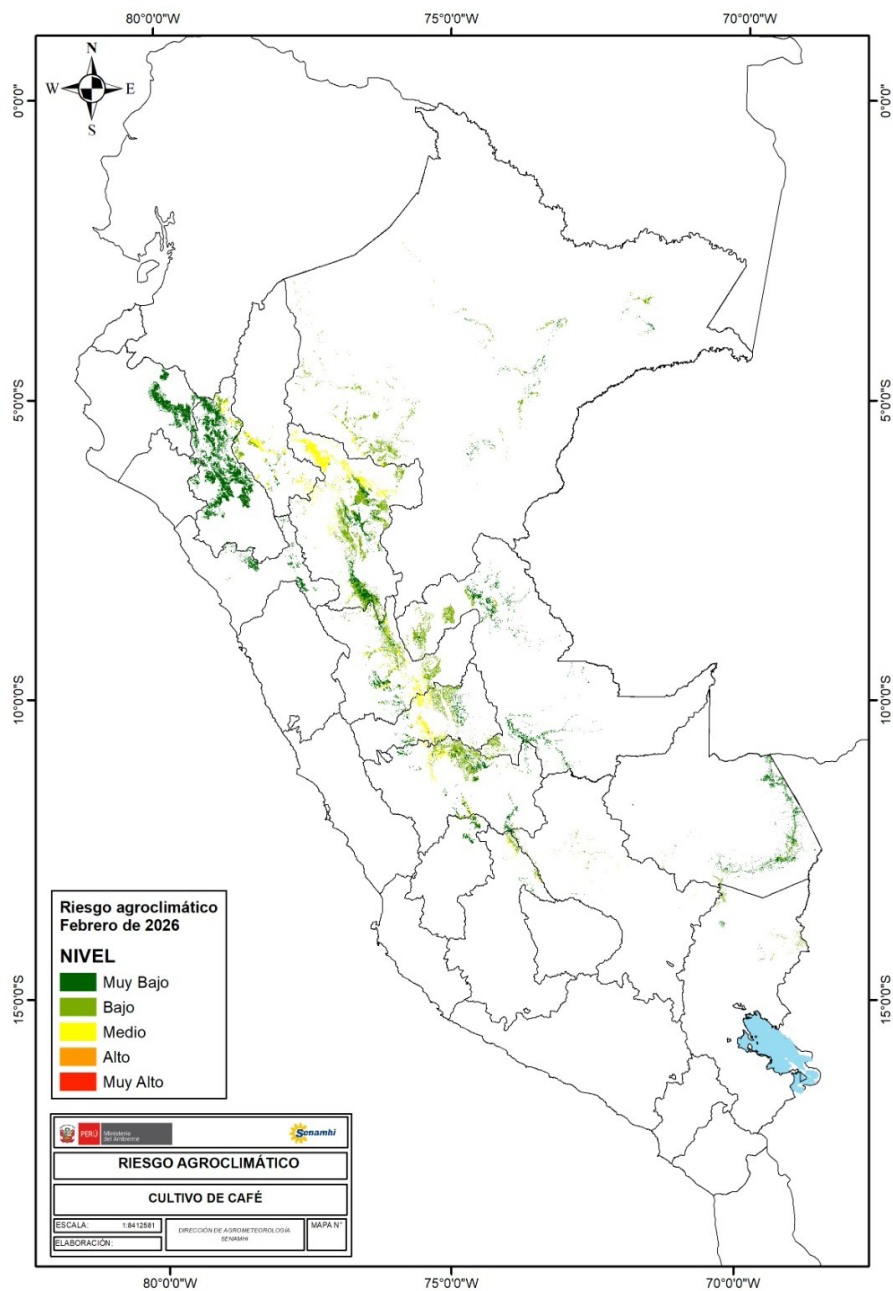 80°0'0"W 75°0'0"W 70°0'0"W
N
W E
S
0°0'0" 0°0'0"
5°0'0"S 5°0'0"S
10°0'0"S 10°0'0"S
15°0'0"S 15°0'0"S
Riesgo agroclimático
Febrero de 2026
NIVEL
Muy Bajo
Bajo
Medio
Alto
Muy Alto
PERÚ Ministerio
del Ambiente
Senamhi
RIESGO AGROCLIMÁTICO
CULTIVO DE CAFÉ
ESCALA: 1:8412581 DIRECCIÓN DE AGROMETEOROLOGÍA MAPA N°
SENAMHI
ELABORACIÓN:
80°0'0"W 75°0'0"W 70°0'0"W